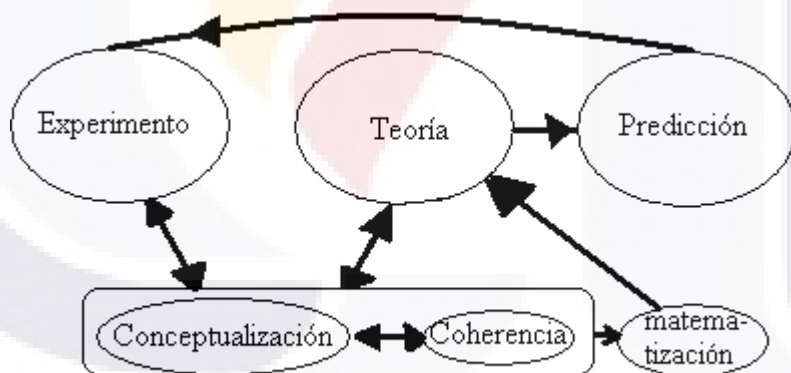 Experimento
Teoría
Predicción
Conceptualización
Coherencia
matema-
tización